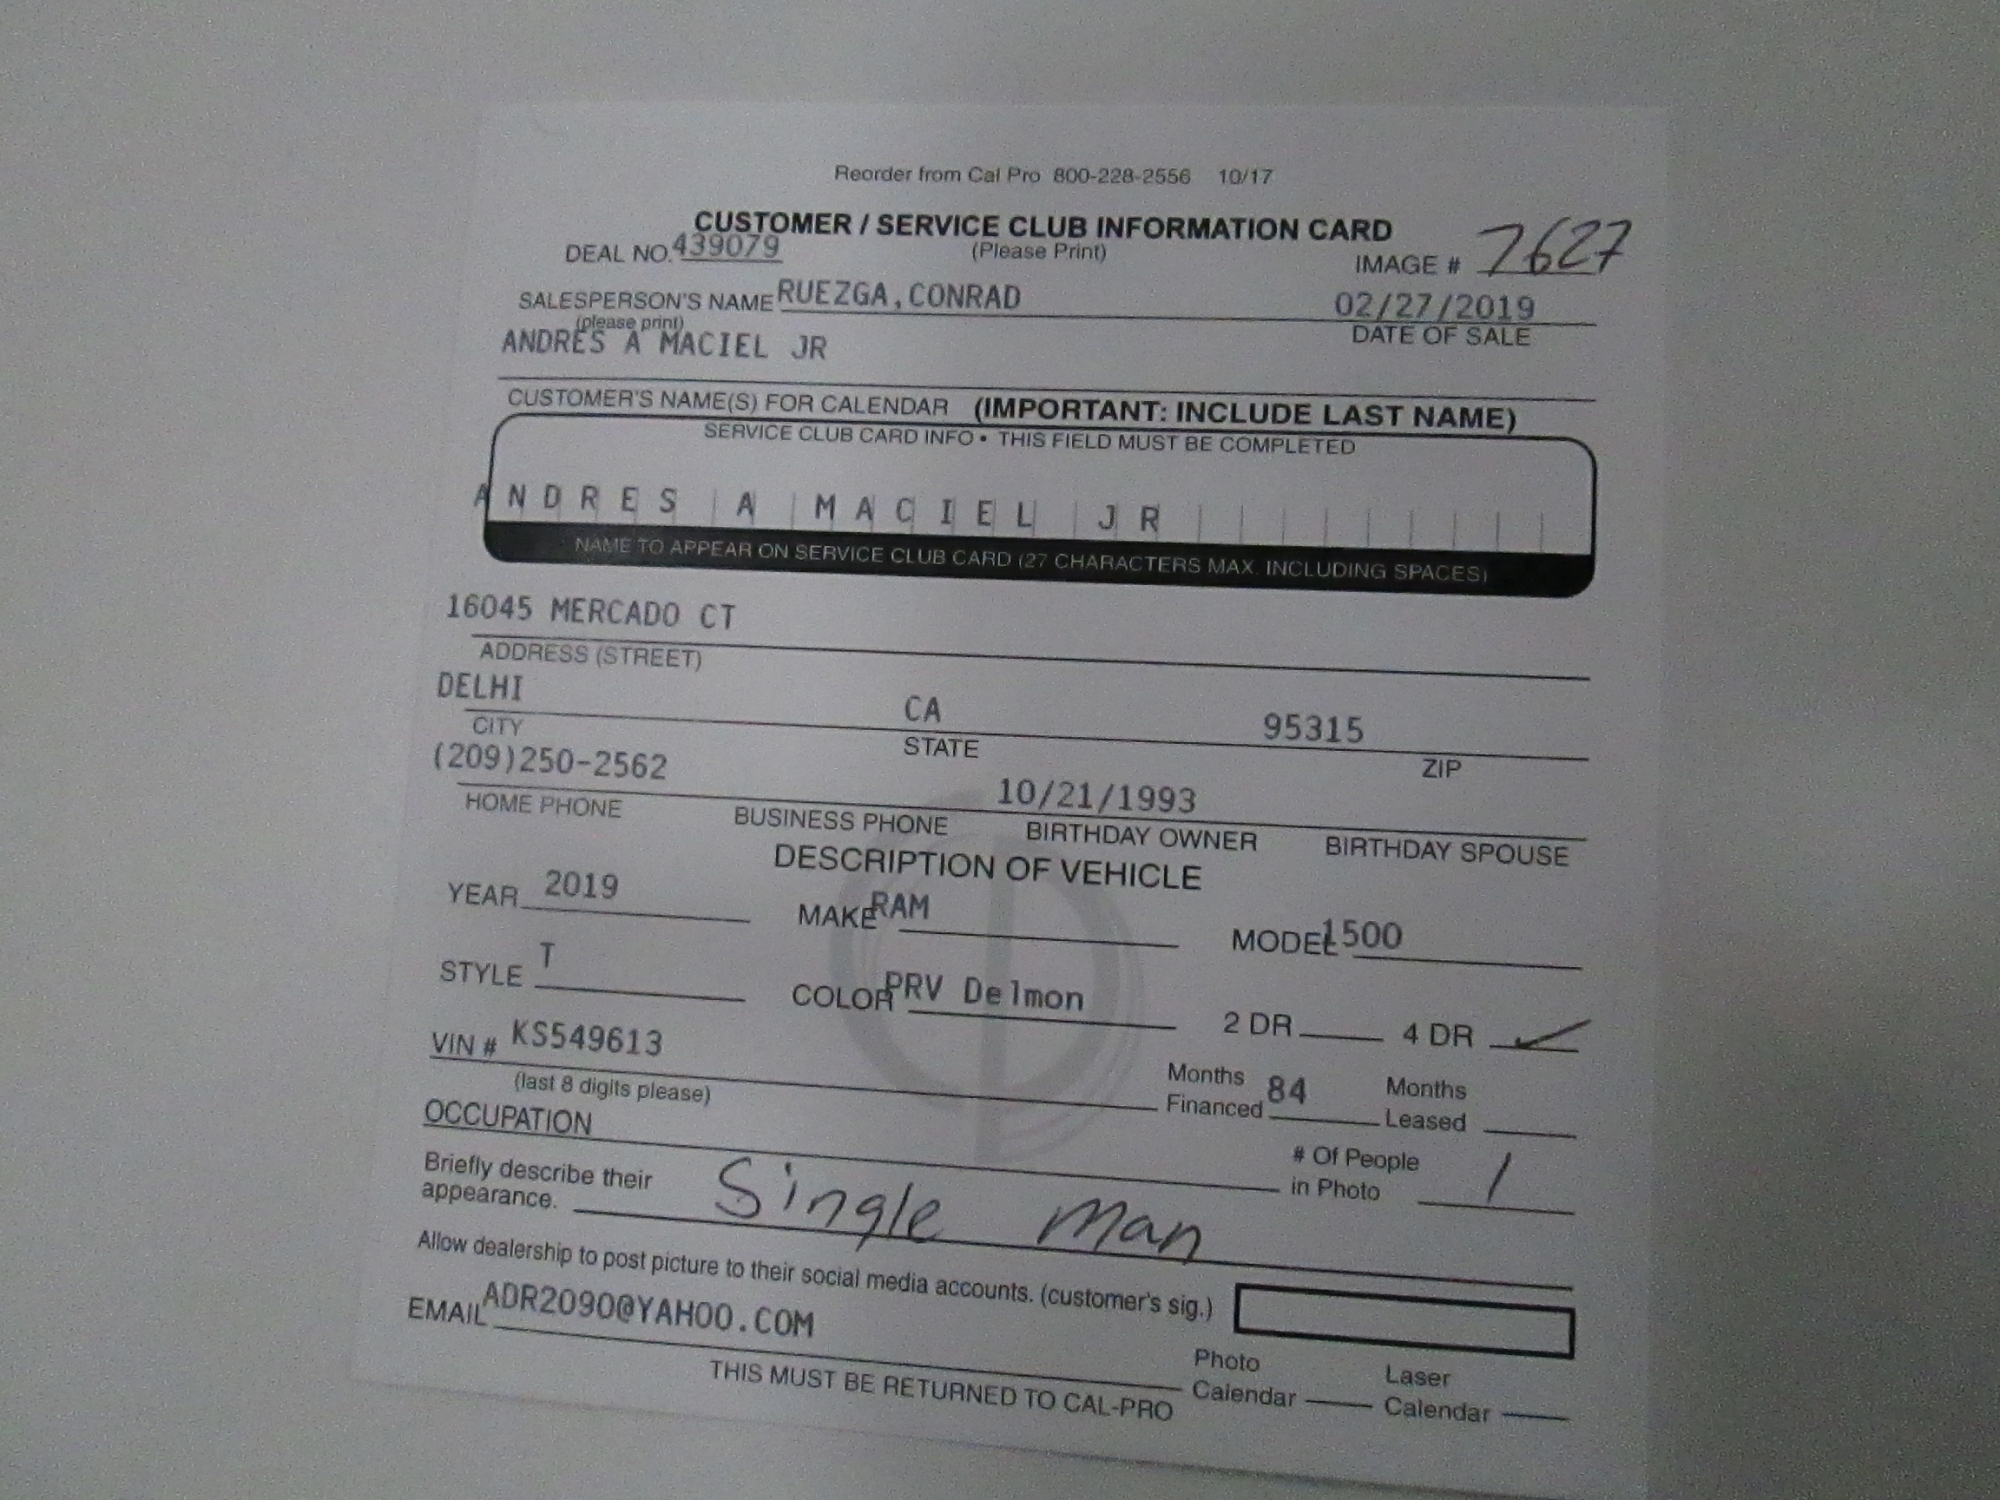 Reorder from Cal Pro 800-228-2556 10/17
CUSTOMER / SERVICE CLUB INFORMATION CARD
DEAL NO. 439079 (Please Print) IMAGE # 7627
SALESPERSON'S NAME RUEZGA, CONRAD 02/27/2019
(please print) DATE OF SALE
ANDRES A MACIEL JR
CUSTOMER'S NAME(S) FOR CALENDAR (IMPORTANT: INCLUDE LAST NAME)
SERVICE CLUB CARD INFO • THIS FIELD MUST BE COMPLETED
ANDRES A MACIEL JR
NAME TO APPEAR ON SERVICE CLUB CARD (27 CHARACTERS MAX. INCLUDING SPACES)
16045 MERCADO CT
ADDRESS (STREET)
DELHI CA 95315
CITY STATE ZIP
(209)250-2562 10/21/1993
HOME PHONE BUSINESS PHONE BIRTHDAY OWNER BIRTHDAY SPOUSE
DESCRIPTION OF VEHICLE
YEAR 2019 MAKE RAM MODEL 1500
STYLE T COLOR PRV Delmon 2 DR 4 DR
VIN # KS549613
(last 8 digits please) Months Financed 84 Months Leased
OCCUPATION
# Of People in Photo 1
Briefly describe their appearance. Single Man
Allow dealership to post picture to their social media accounts. (customer's sig.)
EMAIL ADR2090@YAHOO.COM
Photo Calendar Laser Calendar
THIS MUST BE RETURNED TO CAL-PRO